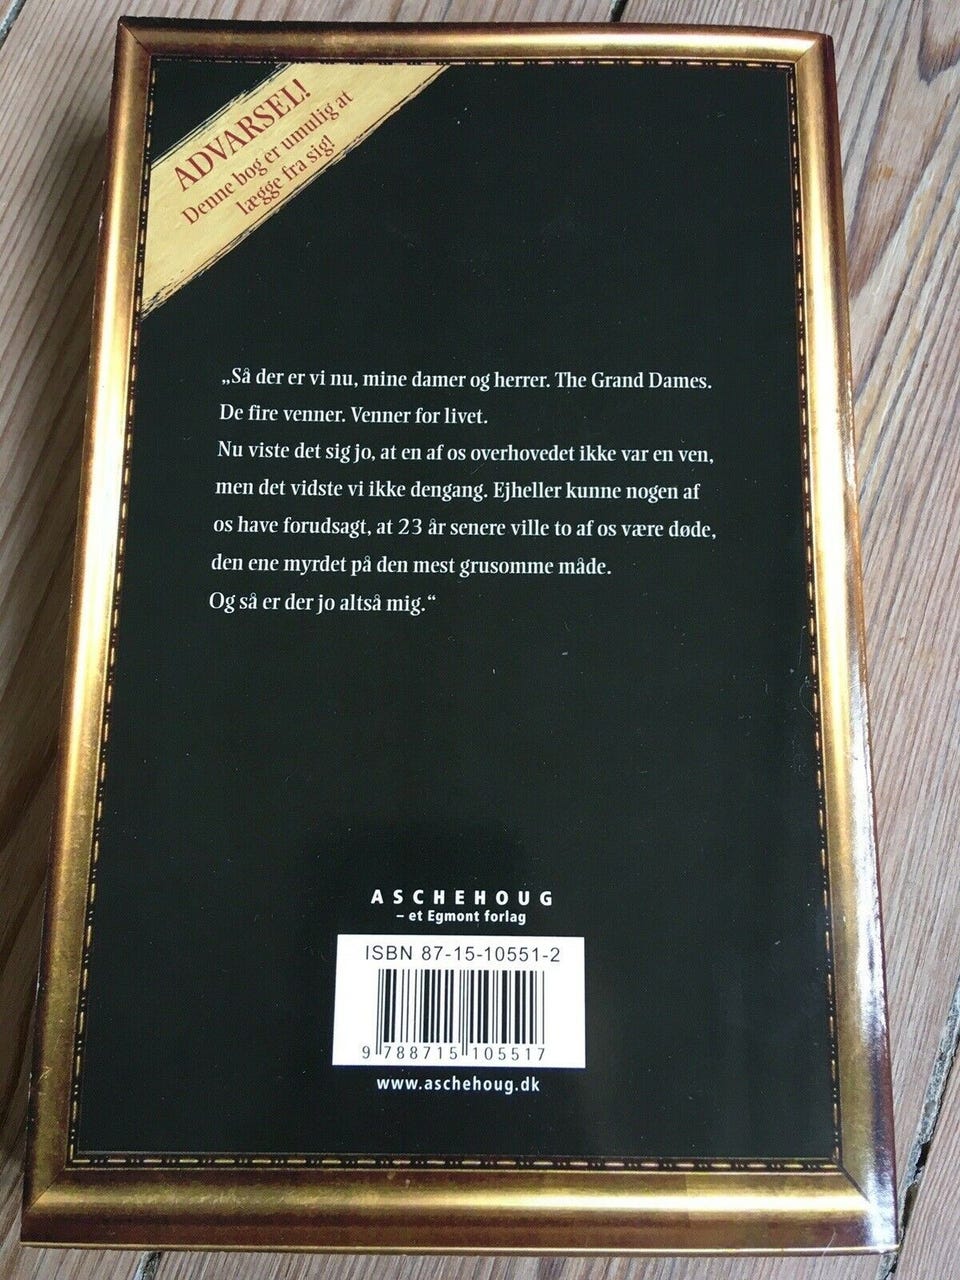 ADVARSEL!
Denne bog er umulig at
lægge fra sig!
„Så der er vi nu, mine damer og herrer. The Grand Dames.
De fire venner. Venner for livet.
Nu viste det sig jo, at en af os overhovedet ikke var en ven,
men det vidste vi ikke dengang. Ejheller kunne nogen af
os have forudsagt, at 23 år senere ville to af os være døde,
den ene myrdet på den mest grusomme måde.
Og så er der jo altså mig.“
ASCHEHOUG
– et Egmont forlag
ISBN 87-15-10551-2
9 788715 105517
www.aschehoug.dk